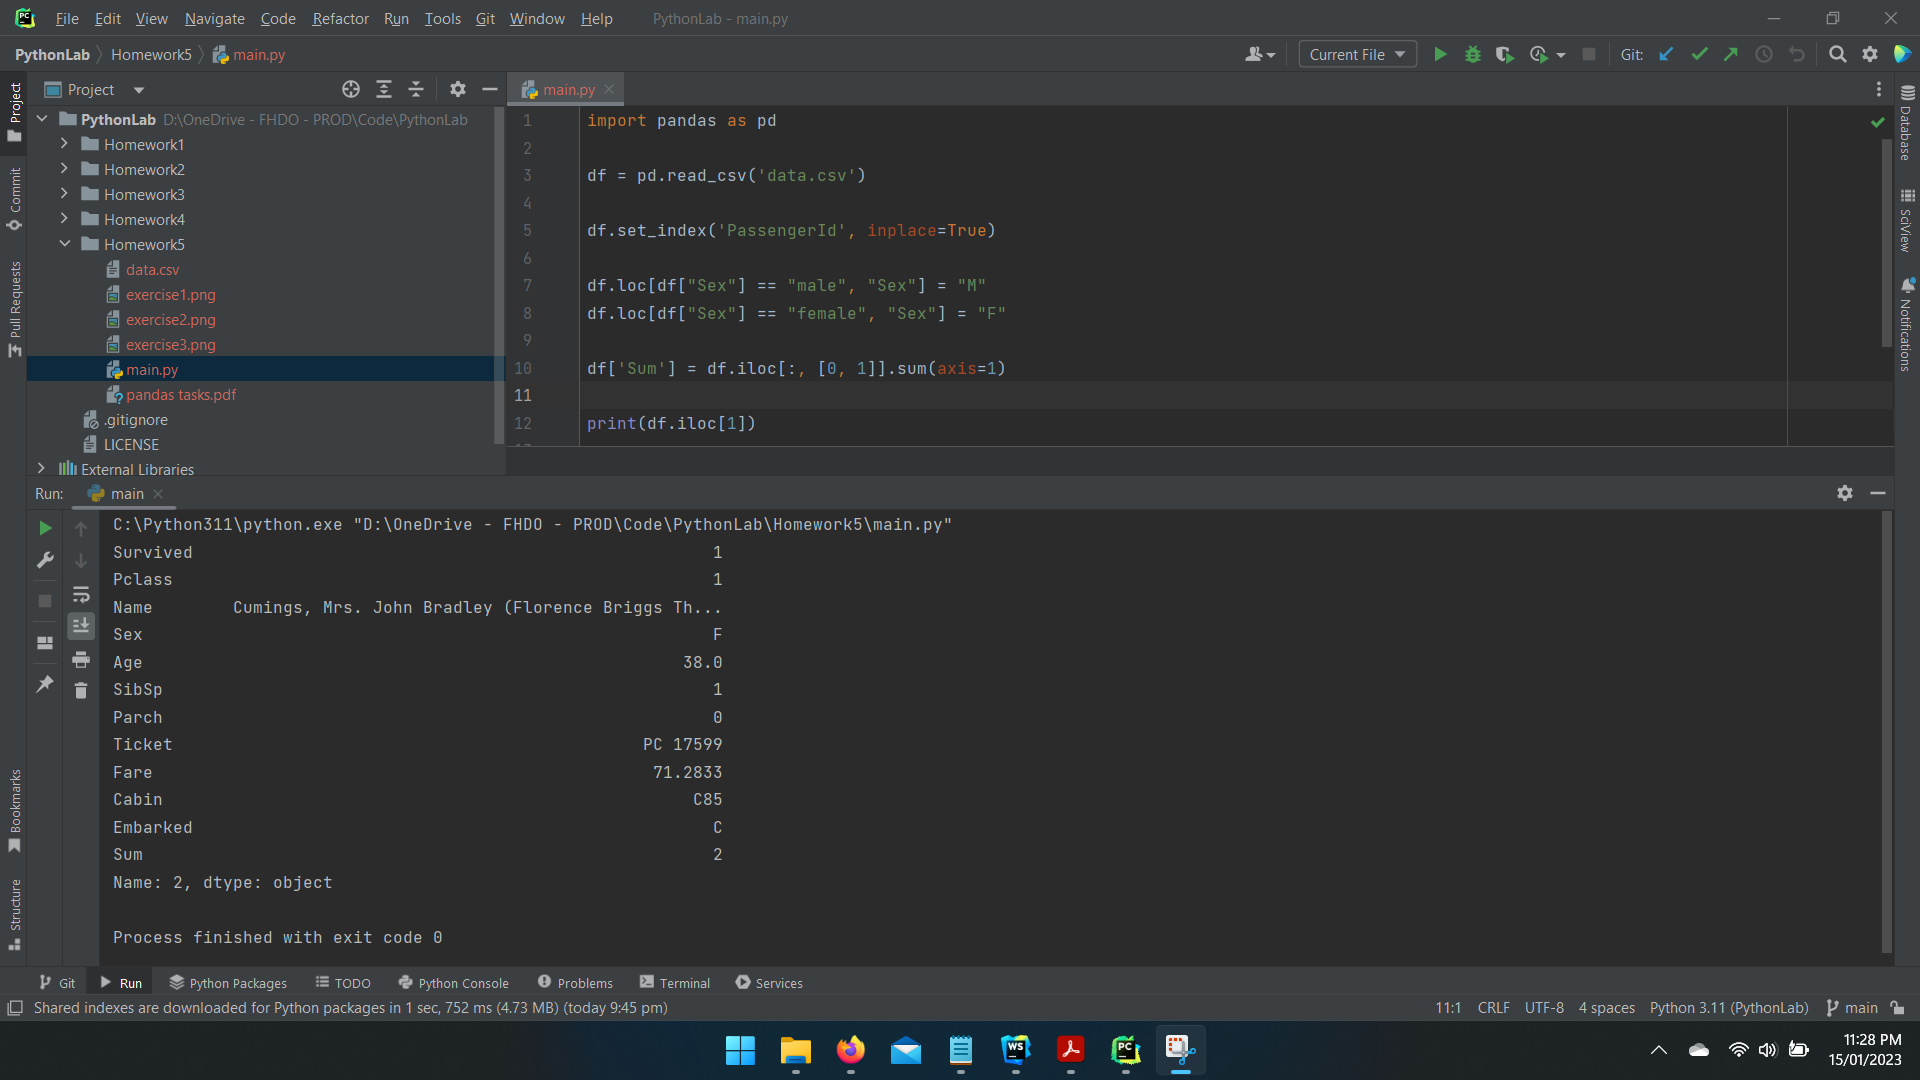 File Edit View Navigate Code Refactor Run Tools Git Window Help PythonLab - main.py
PythonLab Homework5 main.py
Current File
Git:
Project
Commit
Pull Requests
Bookmarks
Structure
Project
PythonLab D:\OneDrive - FHDO - PROD\Code\PythonLab
Homework1
Homework2
Homework3
Homework4
Homework5
data.csv
exercise1.png
exercise2.png
exercise3.png
main.py
pandas tasks.pdf
.gitignore
LICENSE
External Libraries
main.py
1 import pandas as pd
2
3 df = pd.read_csv('data.csv')
4
5 df.set_index('PassengerId', inplace=True)
6
7 df.loc[df["Sex"] == "male", "Sex"] = "M"
8 df.loc[df["Sex"] == "female", "Sex"] = "F"
9
10 df['Sum'] = df.iloc[:, [0, 1]].sum(axis=1)
11
12 print(df.iloc[1])
Database
SciView
Notifications
Run: main
C:\Python311\python.exe "D:\OneDrive - FHDO - PROD\Code\PythonLab\Homework5\main.py"
Survived 1
Pclass 1
Name Cumings, Mrs. John Bradley (Florence Briggs Th...
Sex F
Age 38.0
SibSp 1
Parch 0
Ticket PC 17599
Fare 71.2833
Cabin C85
Embarked C
Sum 2
Name: 2, dtype: object
Process finished with exit code 0
Git Run Python Packages TODO Python Console Problems Terminal Services
Shared indexes are downloaded for Python packages in 1 sec, 752 ms (4.73 MB) (today 9:45 pm)
11:1 CRLF UTF-8 4 spaces Python 3.11 (PythonLab) main
11:28 PM
15/01/2023